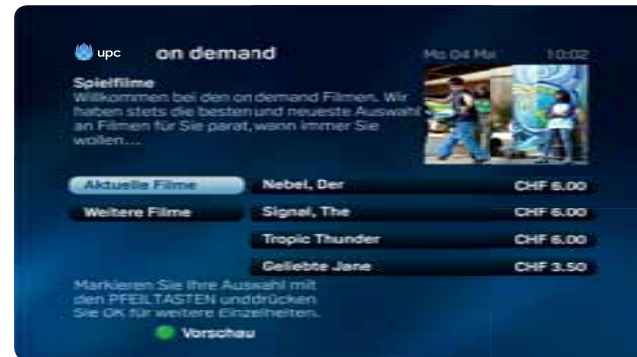 upc on demand Mo 04 Mai 10:02
Spielfilme
Willkommen bei den on demand Filmen. Wir
haben stets die besten und neueste Auswahl
an Filmen für Sie parat, wann immer Sie
wollen...
Aktuelle Filme Nebel, Der CHF 6.00
Weitere Filme Signal, The CHF 6.00
Tropic Thunder CHF 6.00
Geliebte Jane CHF 3.50
Markieren Sie Ihre Auswahl mit
den PFEILTASTEN unddrücken
Sie OK für weitere Einzelheiten.
Vorschau